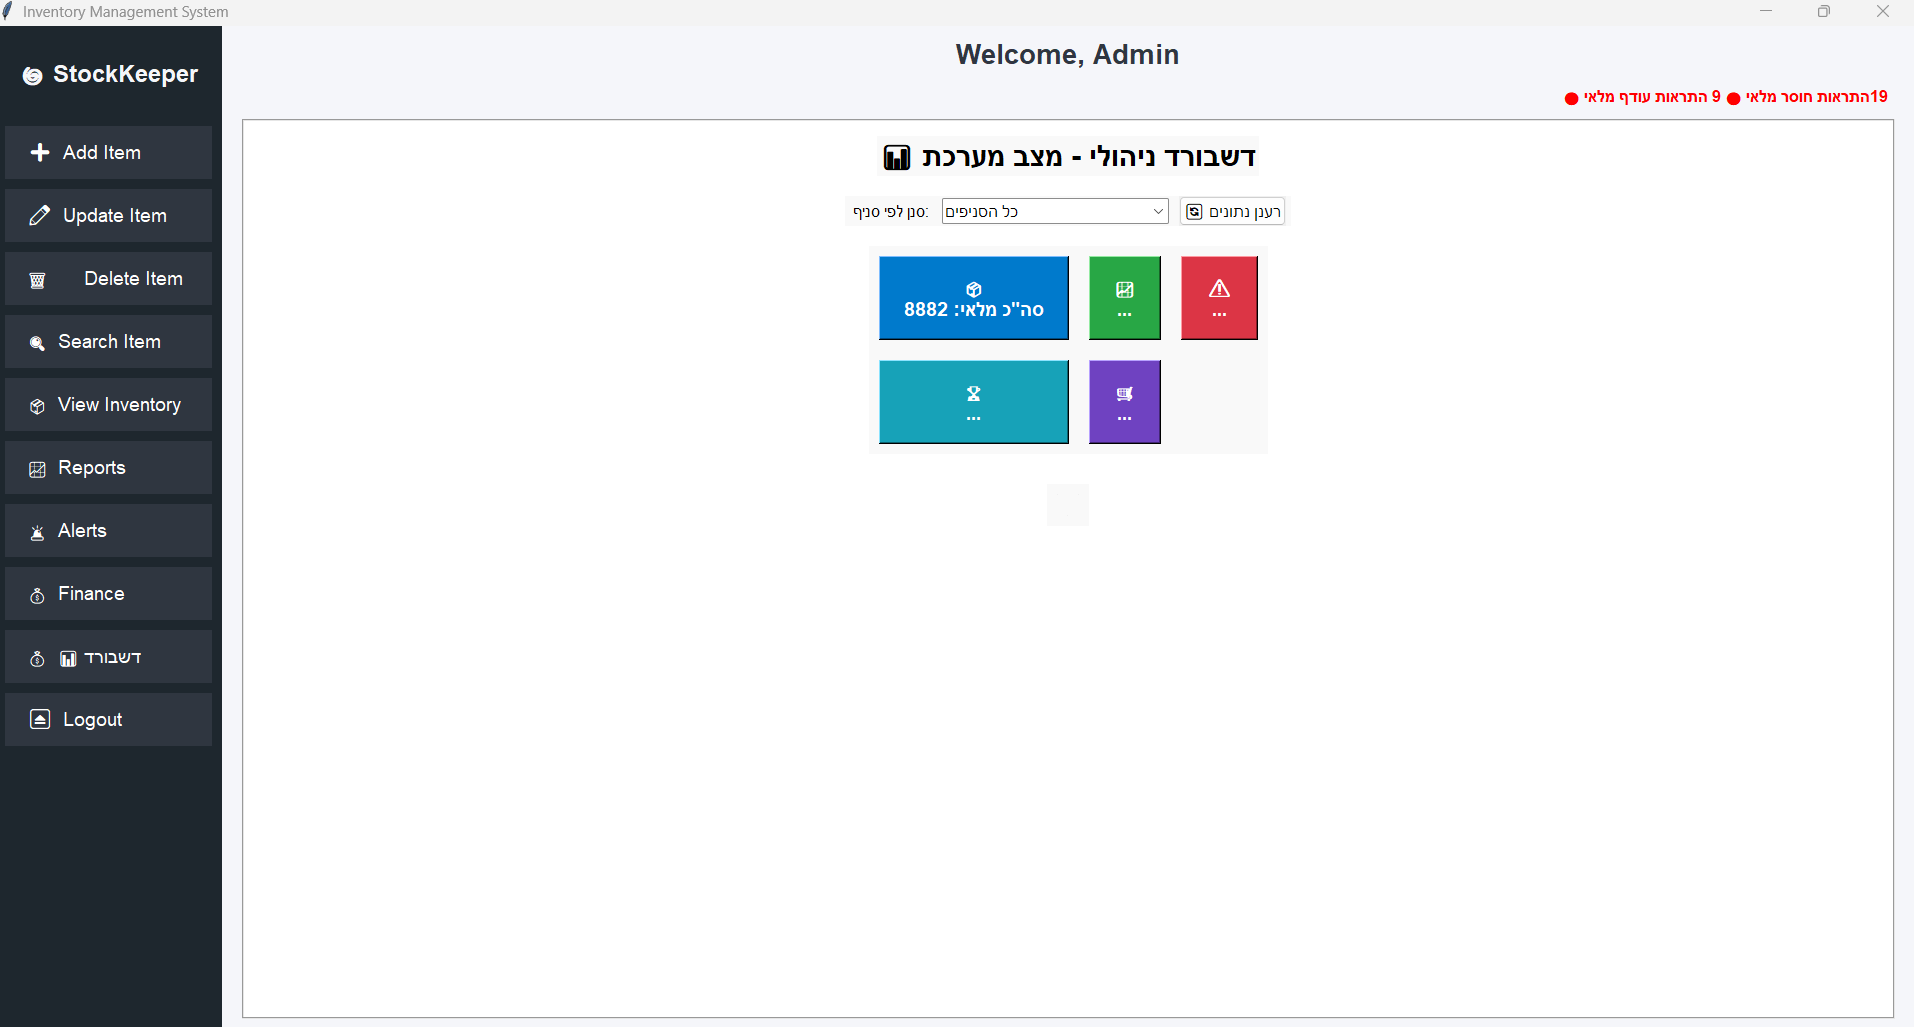 Inventory Management System
StockKeeper
Add Item
Update Item
Delete Item
Search Item
View Inventory
Reports
Alerts
Finance
דשבורד
Logout
Welcome, Admin
19התראות חוסר מלאי 9 התראות עודף מלאי
דשבורד ניהולי - מצב מערכת
סנן לפי סניף:
כל הסניפים
רענן נתונים
סה"כ מלאי: 8882
...
...
...
...